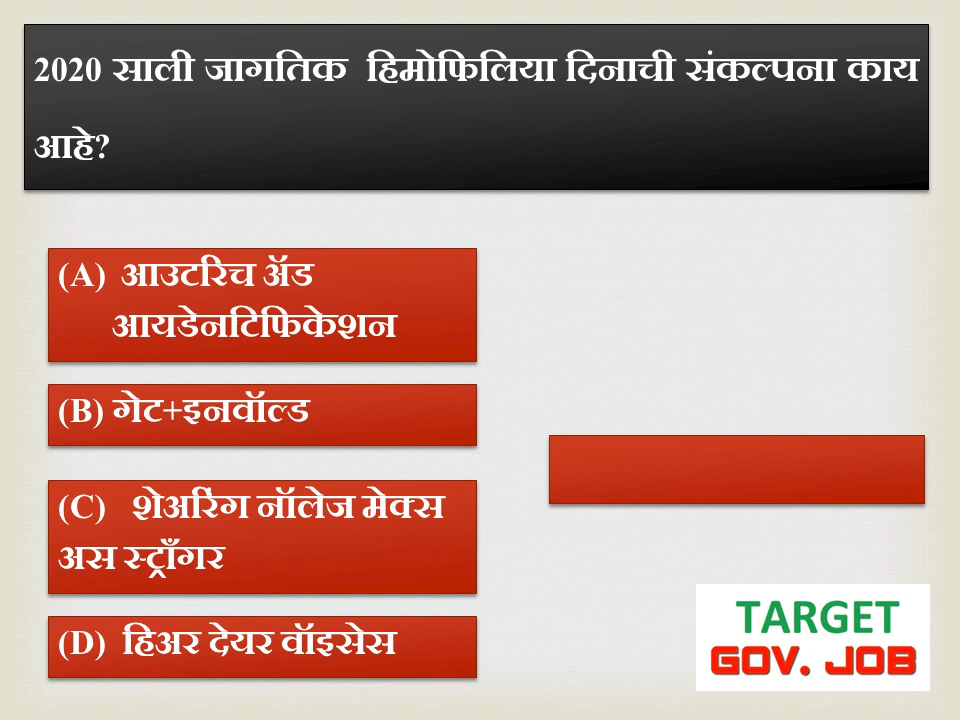 2020 साली जागतिक हिमोफिलिया दिनाची संकल्पना काय
आहे?
(A) आउटरिच ॲड
आयडेनटिफिकेशन
(B) गेट+इनवॉल्ड
(C) शेअरिंग नॉलेज मेक्स
अस स्ट्रॉंगर
(D) हिअर देयर वॉइसेस
TARGET
GOV. JOB